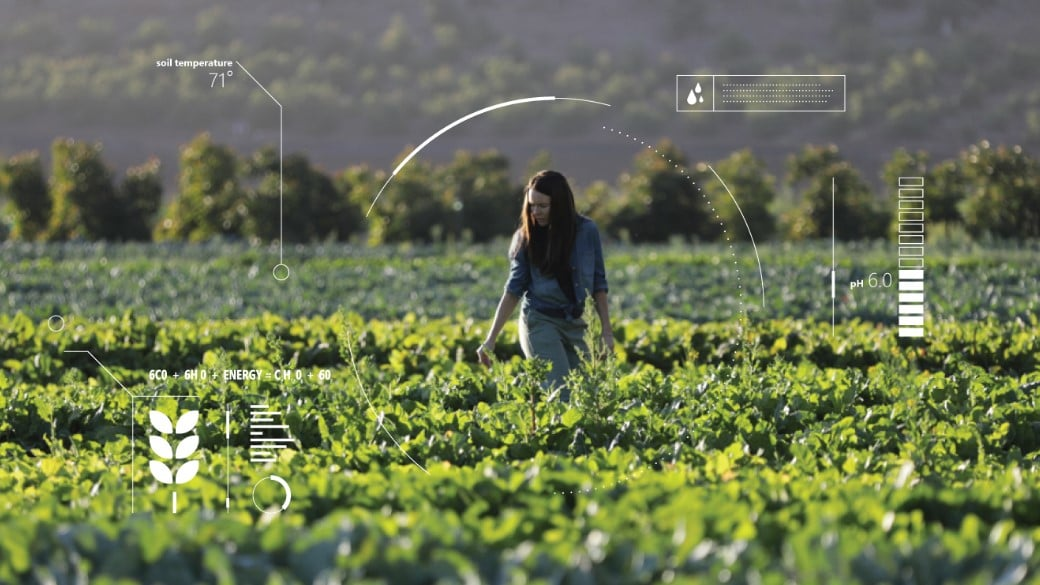 soil temperature
71°
pH 6.0
6CO + 6H O + ENERGY = C H O + 6O